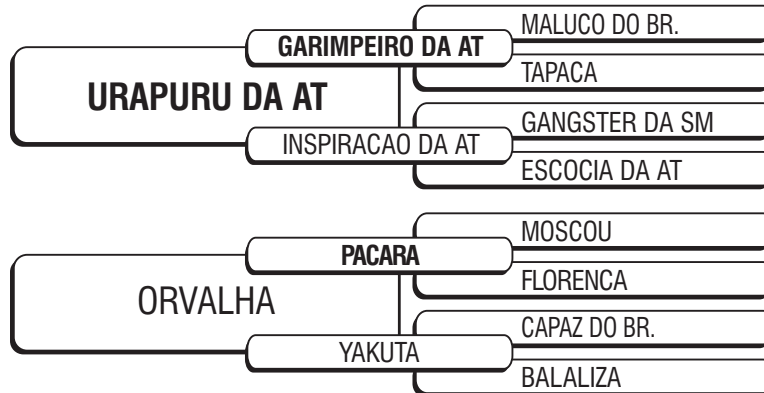 MALUCO DO BR.
GARIMPEIRO DA AT
TAPACA
URAPURU DA AT
GANGSTER DA SM
INSPIRACAO DA AT
ESCOCIA DA AT
MOSCOU
PACARA
FLORENCA
ORVALHA
CAPAZ DO BR.
YAKUTA
BALALIZA